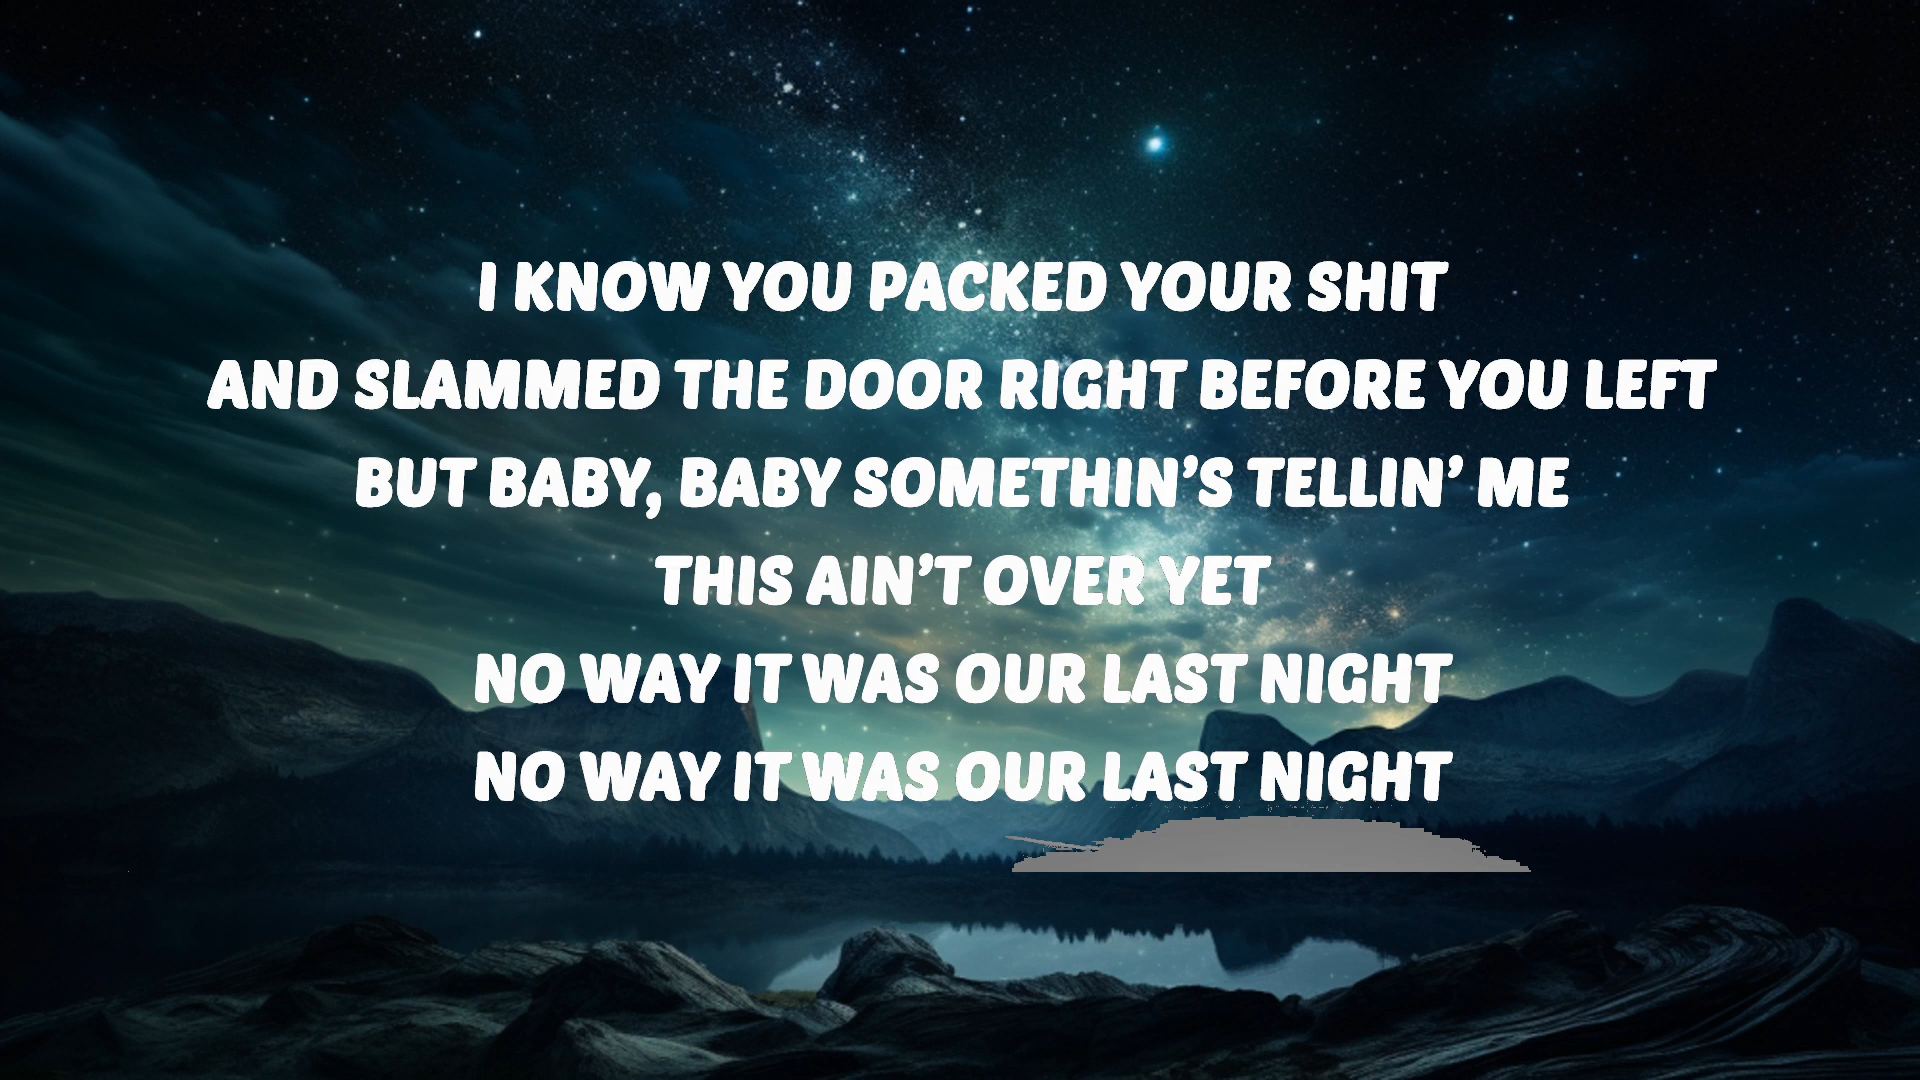 I KNOW YOU PACKED YOUR SHIT
AND SLAMMED THE DOOR RIGHT BEFORE YOU LEFT
BUT BABY, BABY SOMETHIN’S TELLIN’ ME
THIS AIN’T OVER YET
NO WAY IT WAS OUR LAST NIGHT
NO WAY IT WAS OUR LAST NIGHT